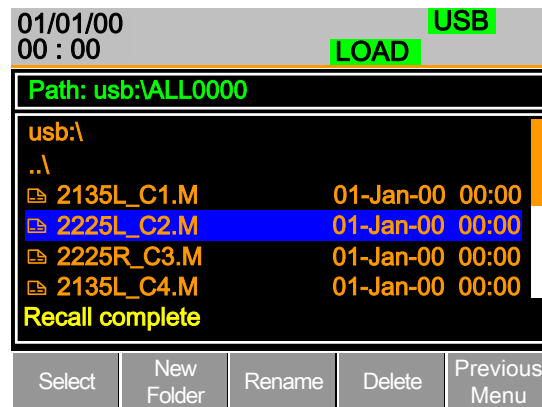 01/01/00
USB
00 : 00
LOAD
Path: usb:\ALL0000
usb:\
..\
2135L_C1.M 01-Jan-00 00:00
2225L_C2.M 01-Jan-00 00:00
2225R_C3.M 01-Jan-00 00:00
2135L_C4.M 01-Jan-00 00:00
Recall complete
Select
New
Folder
Rename
Delete
Previous
Menu